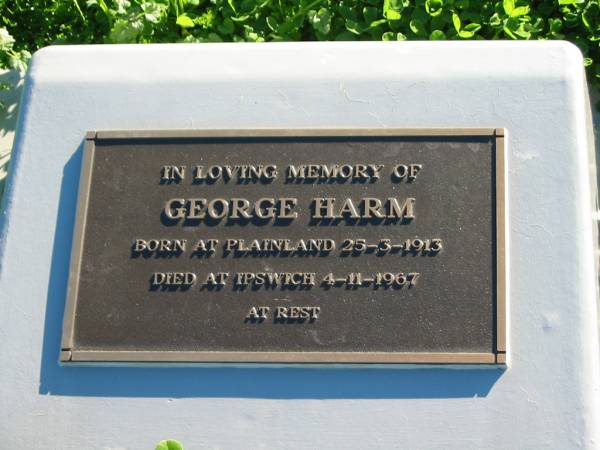 IN LOVING MEMORY OF
GEORGE HARM
BORN AT PLAINLAND 25-3-1913
DIED AT IPSWICH 4-11-1967
AT REST